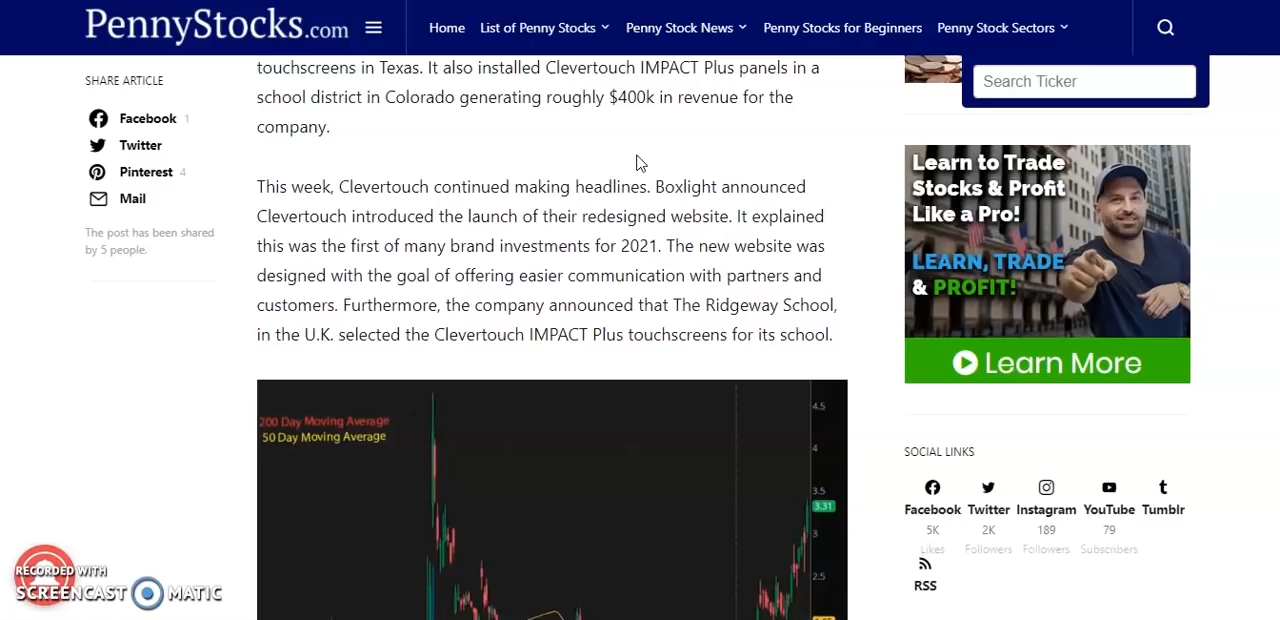 PennyStocks.com
Home
List of Penny Stocks
Penny Stock News
Penny Stocks for Beginners
Penny Stock Sectors
Search Ticker
SHARE ARTICLE
Facebook 1
Twitter
Pinterest 4
Mail
The post has been shared
by 5 people.
touchscreens in Texas. It also installed Clevertouch IMPACT Plus panels in a
school district in Colorado generating roughly $400k in revenue for the
company.
This week, Clevertouch continued making headlines. Boxlight announced
Clevertouch introduced the launch of their redesigned website. It explained
this was the first of many brand investments for 2021. The new website was
designed with the goal of offering easier communication with partners and
customers. Furthermore, the company announced that The Ridgeway School,
in the U.K. selected the Clevertouch IMPACT Plus touchscreens for its school.
200 Day Moving Average
50 Day Moving Average
4.5
4
3.5
3.31
3
2.5
Learn to Trade
Stocks & Profit
Like a Pro!
LEARN, TRADE
& PROFIT!
Learn More
SOCIAL LINKS
Facebook
5K
Likes
Twitter
2K
Followers
Instagram
189
Followers
YouTube
79
Subscribers
Tumblr
RSS
RECORDED WITH
SCREENCAST MATIC